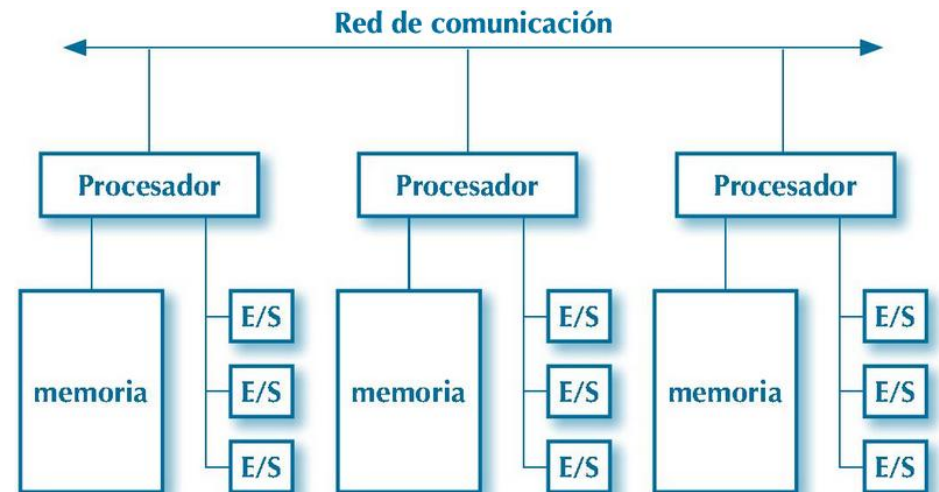 Red de comunicación
Procesador
Procesador
Procesador
memoria
E/S
E/S
E/S
memoria
E/S
E/S
E/S
memoria
E/S
E/S
E/S